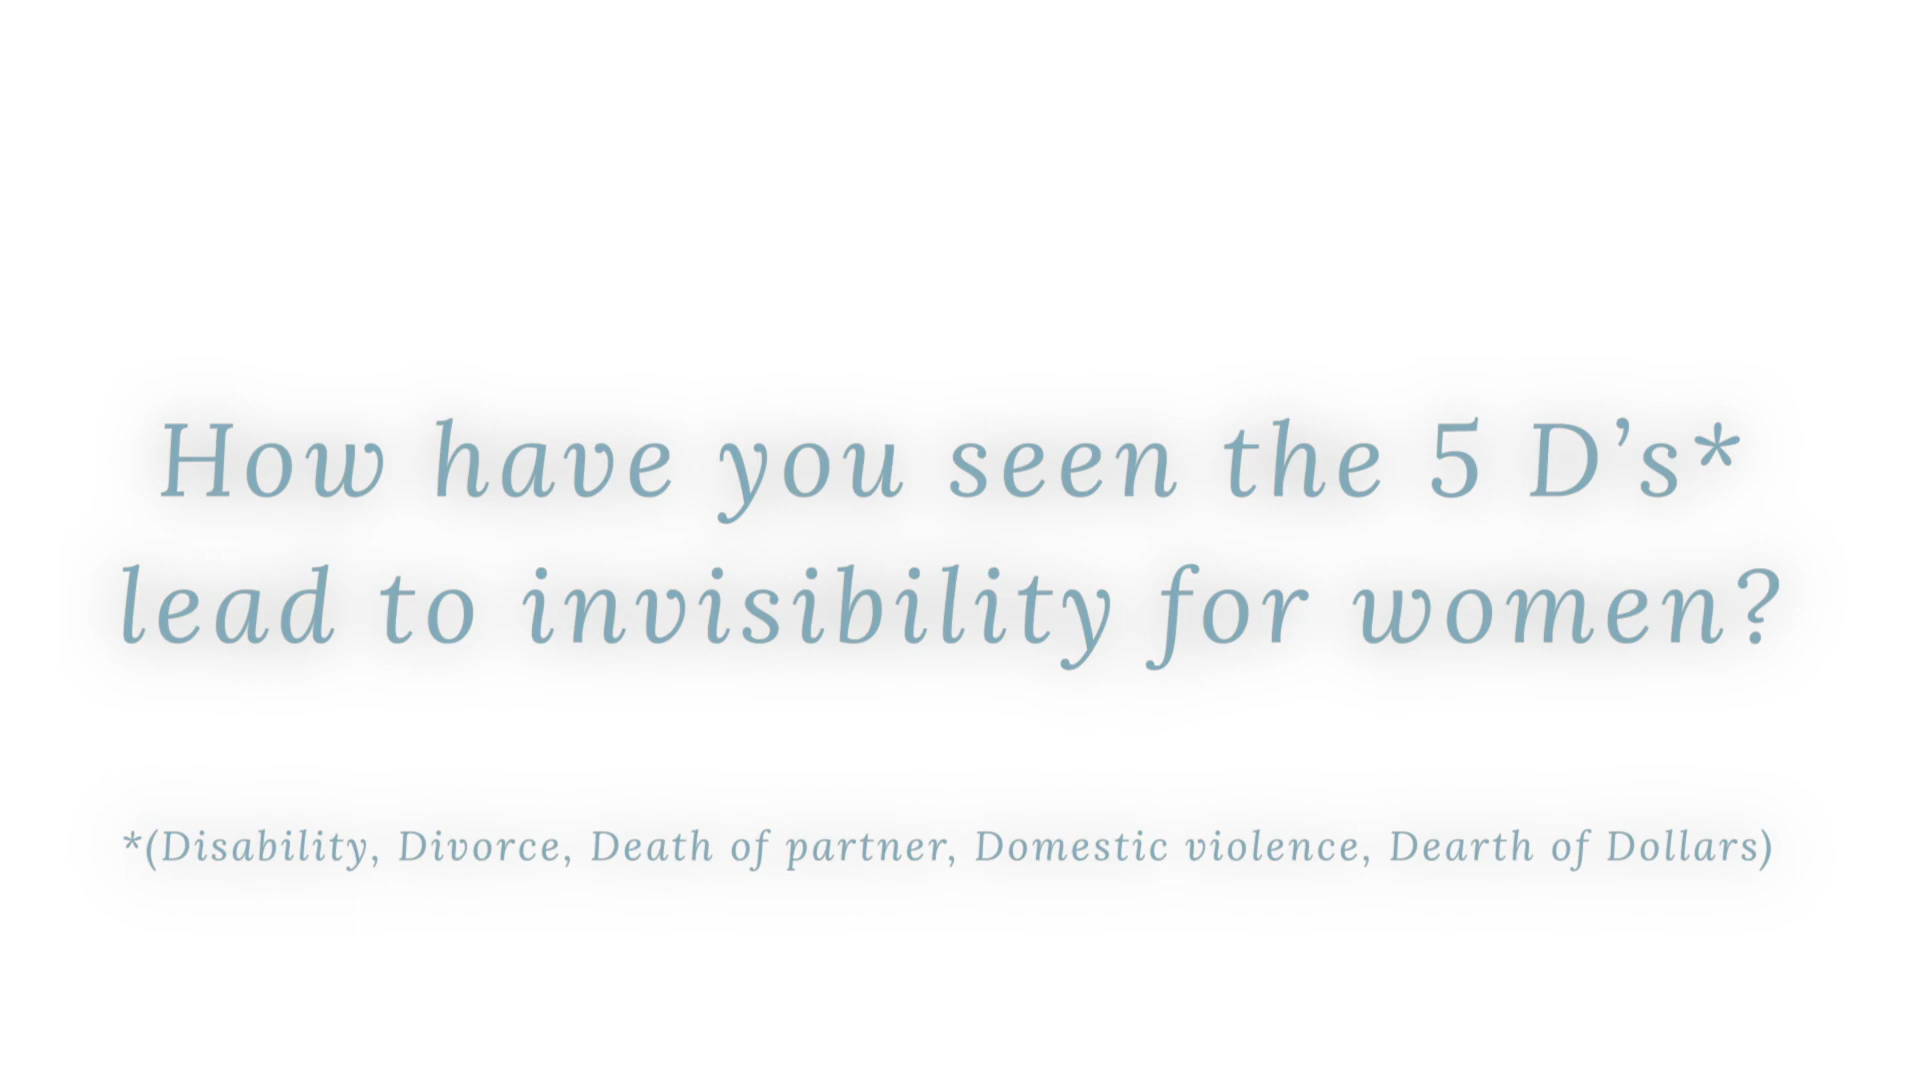 How have you seen the 5 D’s*
lead to invisibility for women?
*(Disability, Divorce, Death of partner, Domestic violence, Dearth of Dollars)